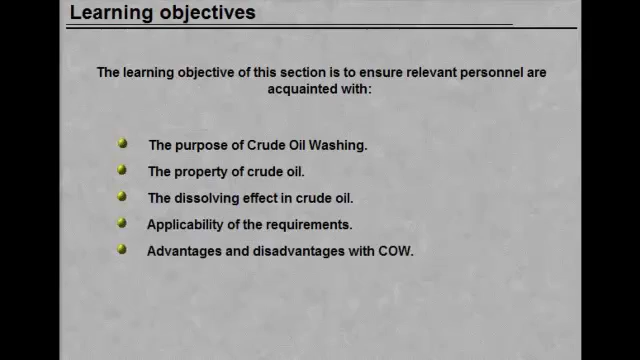 Learning objectives
The learning objective of this section is to ensure relevant personnel are
acquainted with:
The purpose of Crude Oil Washing.
The property of crude oil.
The dissolving effect in crude oil.
Applicability of the requirements.
Advantages and disadvantages with COW.